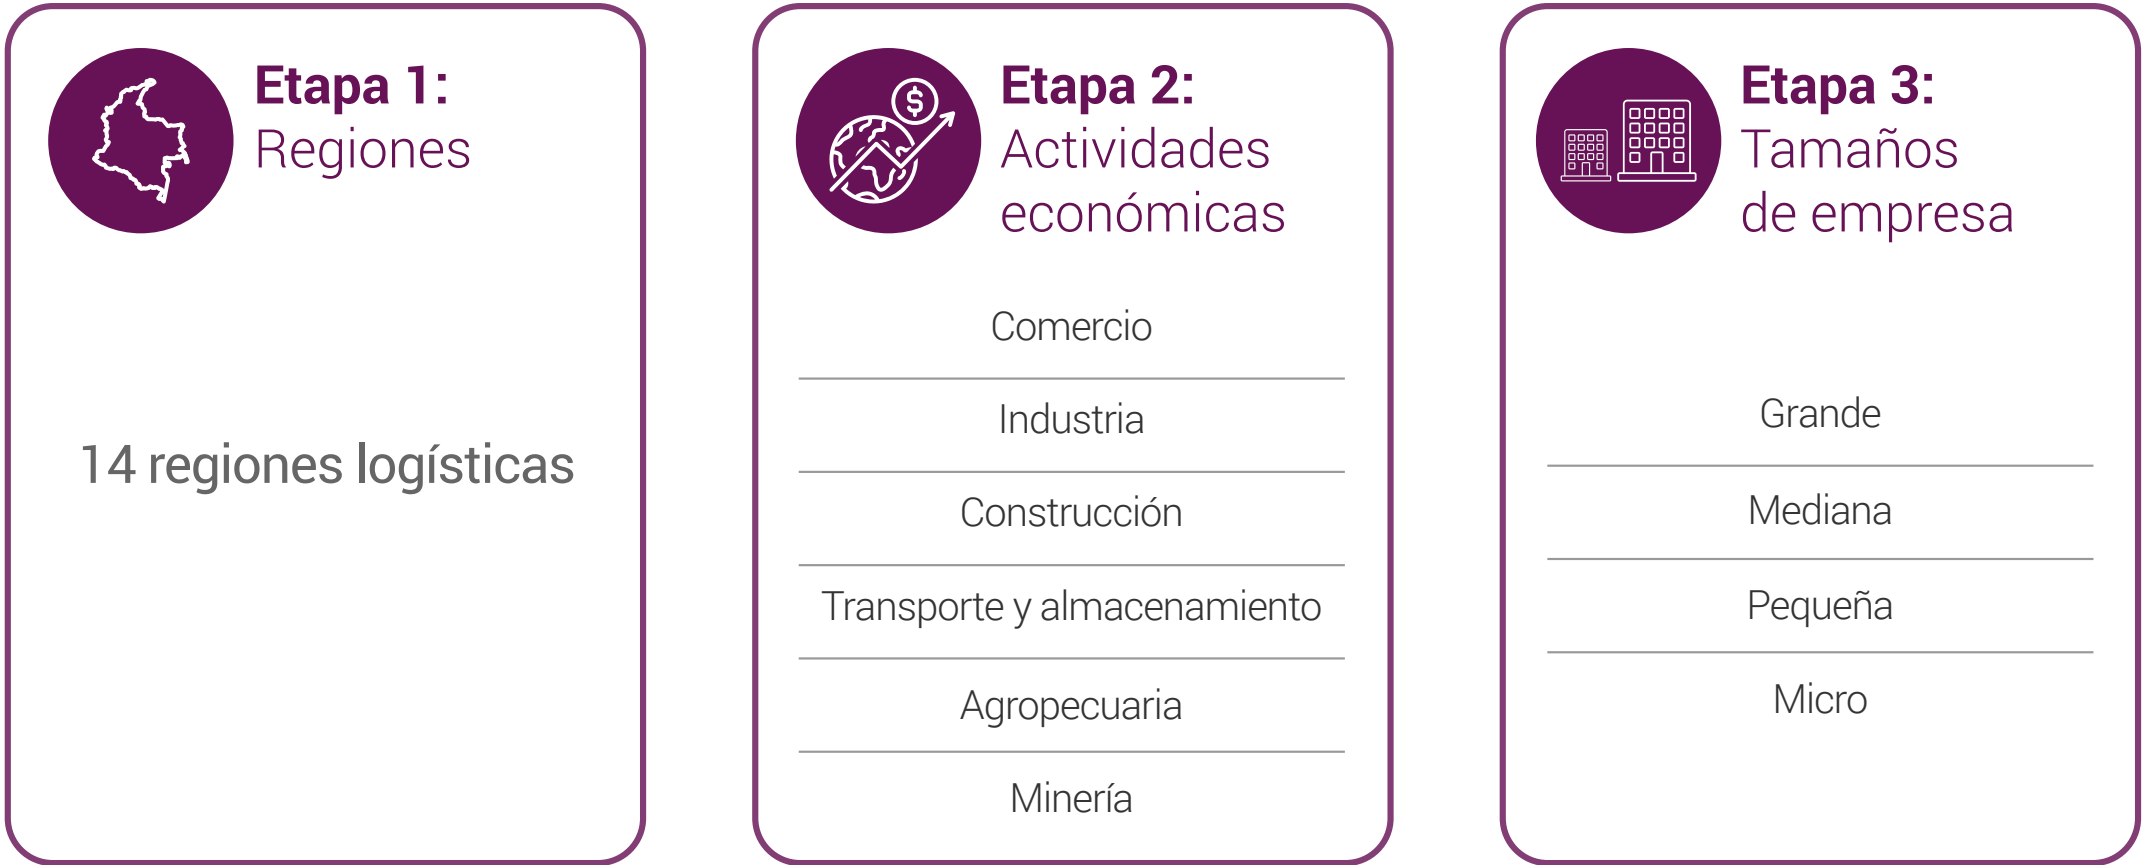 Etapa 1:
Regiones
14 regiones logísticas
Etapa 2:
Actividades
económicas
Comercio
Industria
Construcción
Transporte y almacenamiento
Agropecuaria
Minería
Etapa 3:
Tamaños
de empresa
Grande
Mediana
Pequeña
Micro